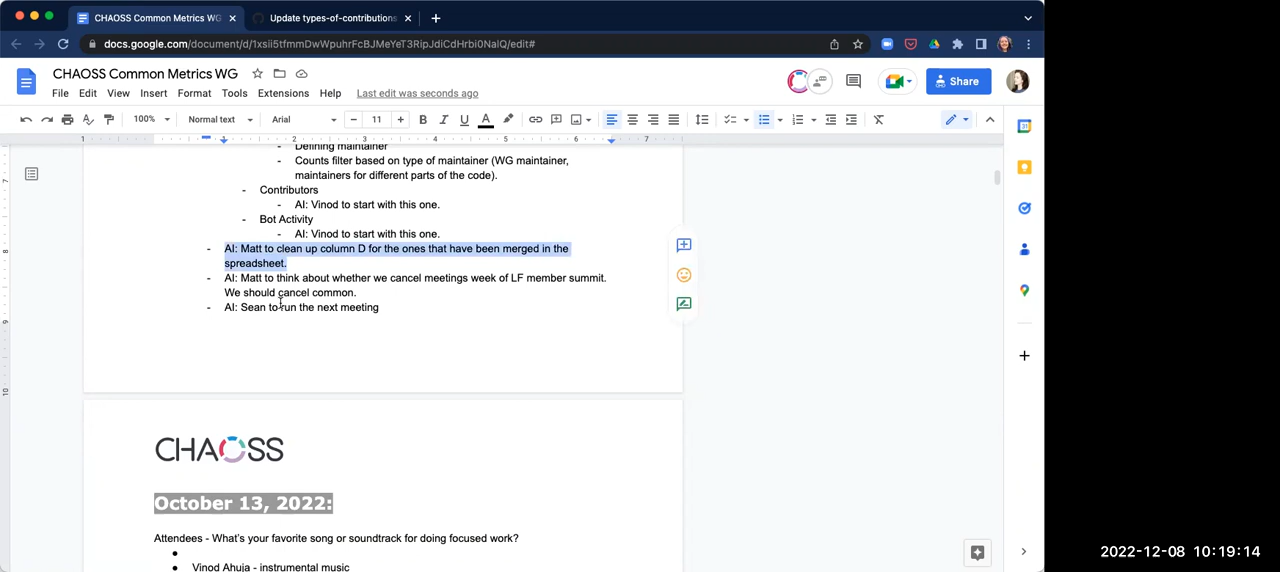 CHAOSS Common Metrics WG
Update types-of-contributions
docs.google.com/document/d/1xsii5tfmmDwWpuhrFcBJMeYeT3RipJdiCdHrbi0NalQ/edit#
CHAOSS Common Metrics WG
Share
File Edit View Insert Format Tools Extensions Help Last edit was seconds ago
100% Normal text Arial 11
1 2 3 4 5 6 7
Defining maintainer
- Counts filter based on type of maintainer (WG maintainer,
maintainers for different parts of the code).
- Contributors
- AI: Vinod to start with this one.
- Bot Activity
- AI: Vinod to start with this one.
- AI: Matt to clean up column D for the ones that have been merged in the
spreadsheet.
- AI: Matt to think about whether we cancel meetings week of LF member summit.
We should cancel common.
- AI: Sean to run the next meeting
CHAOSS
October 13, 2022:
Attendees - What's your favorite song or soundtrack for doing focused work?
●
● Vinod Ahuja - instrumental music
2022-12-08 10:19:14